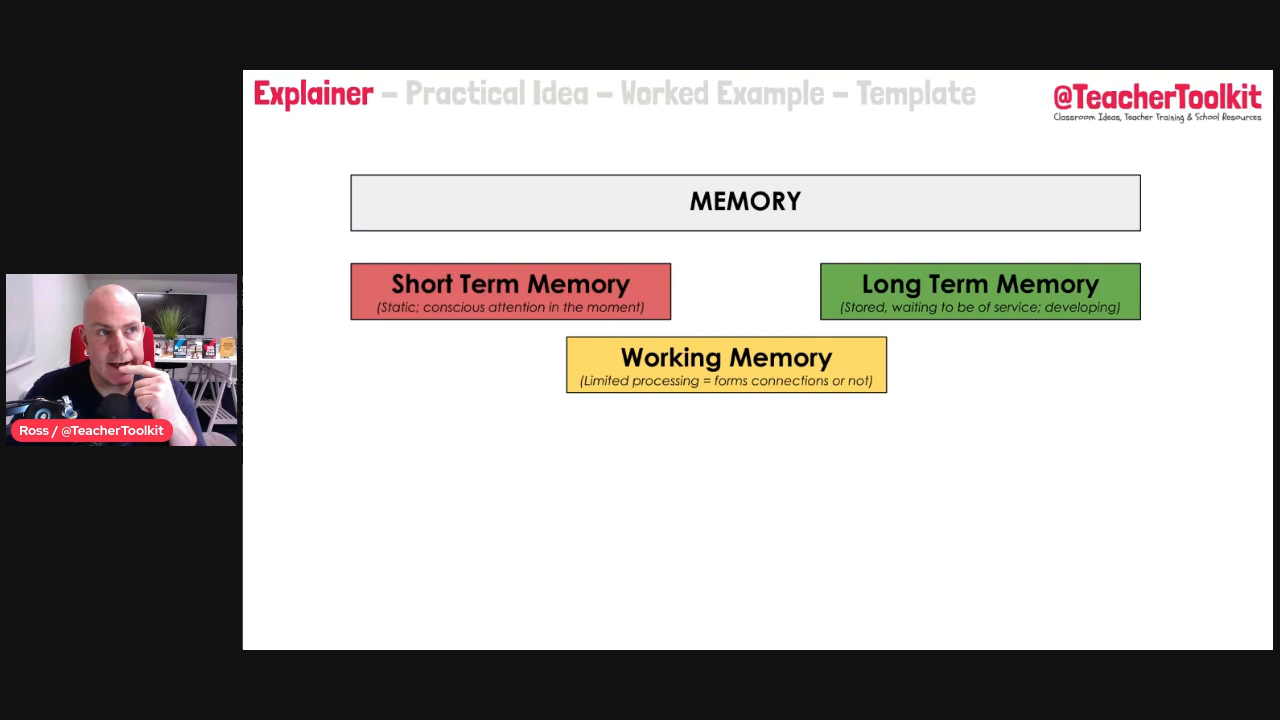 Explainer – Practical Idea – Worked Example – Template
@TeacherToolkit
Classroom Ideas, Teacher Training & School Resources
MEMORY
Short Term Memory
(Static; conscious attention in the moment)
Long Term Memory
(Stored, waiting to be of service; developing)
Working Memory
(Limited processing = forms connections or not)
Ross / @TeacherToolkit